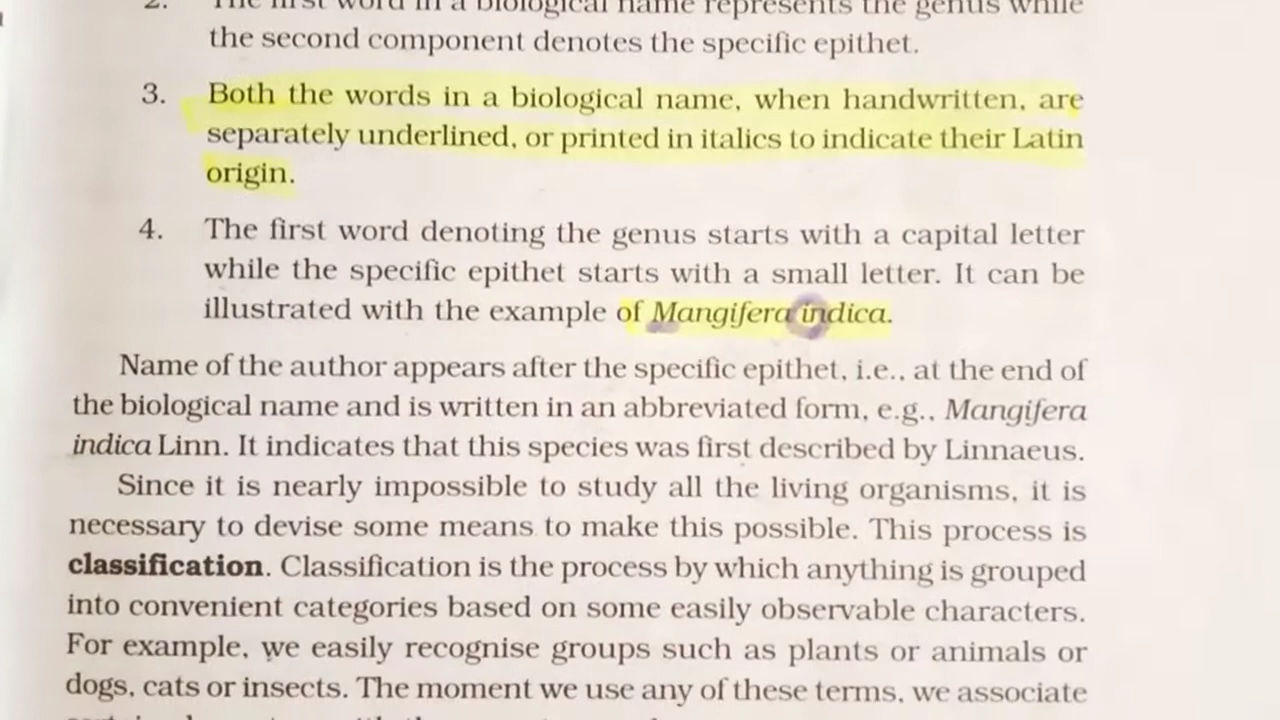 2. The first word in a biological name represents the genus while
the second component denotes the specific epithet.
3. Both the words in a biological name, when handwritten, are
separately underlined, or printed in italics to indicate their Latin
origin.
4. The first word denoting the genus starts with a capital letter
while the specific epithet starts with a small letter. It can be
illustrated with the example of Mangifera indica.
Name of the author appears after the specific epithet, i.e., at the end of
the biological name and is written in an abbreviated form, e.g., Mangifera
indica Linn. It indicates that this species was first described by Linnaeus.
Since it is nearly impossible to study all the living organisms, it is
necessary to devise some means to make this possible. This process is
classification. Classification is the process by which anything is grouped
into convenient categories based on some easily observable characters.
For example, we easily recognise groups such as plants or animals or
dogs, cats or insects. The moment we use any of these terms, we associate